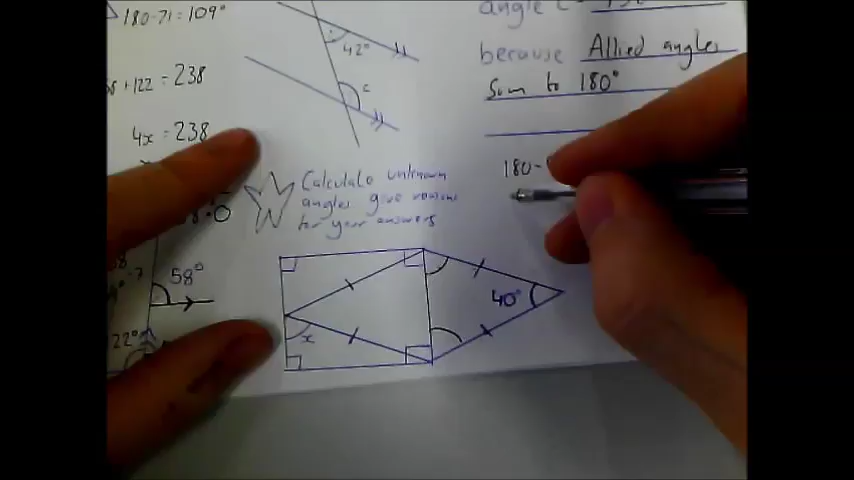 180-71 = 109°
+122 = 238
4x = 238
58°
22°
42°
c
angle c =
because Allied angles
Sum to 180°
180-
Calculate unknown
angles give reasons
for your answers
40°
x